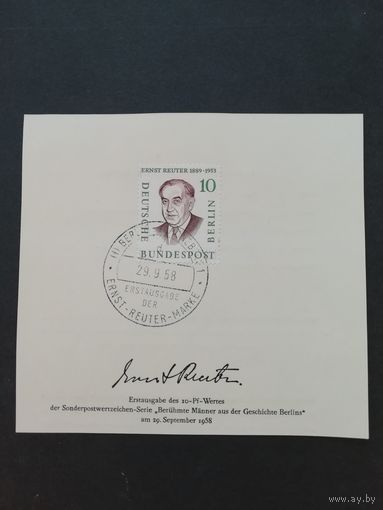 ERNST REUTER 1889-1953
10
DEUTSCHE
BERLIN
BUNDESPOST
29.9.58
ERSTAUSGABE
DER
ERNST-REUTER-MARKE
Ernst Reuter.
Erstausgabe des 10-Pf-Wertes
der Sonderpostwertzeichen-Serie „Berühmte Männer aus der Geschichte Berlins“
am 29. September 1958
www.ay.by